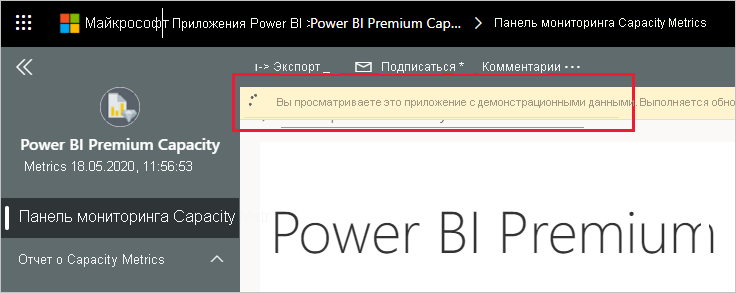 Майкрософт Приложения Power BI > Power BI Premium Cap... > Панель мониторинга Capacity Metrics
Экспорт Подписаться * Комментарии ...
Вы просматриваете это приложение с демонстрационными данными. Выполняется обно
Power BI Premium Capacity
Metrics 18.05.2020, 11:56:53
Панель мониторинга Capacity
Отчет о Capacity Metrics
Power BI Premium